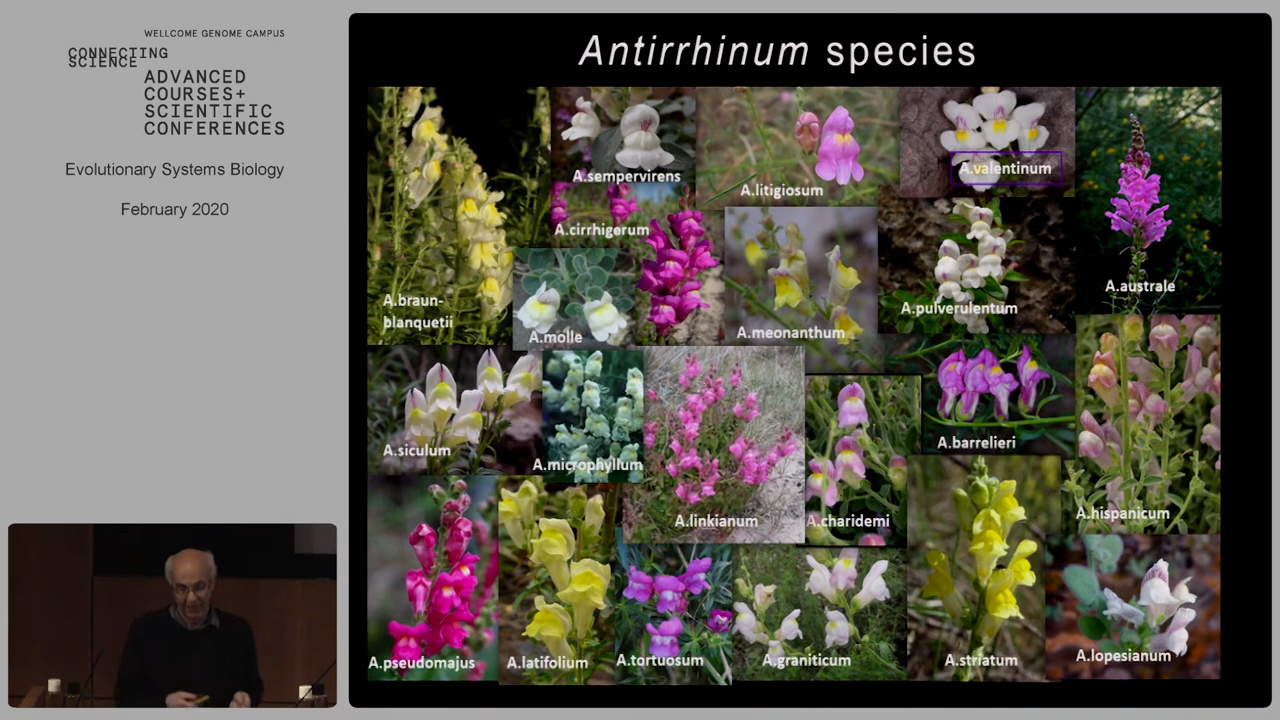 WELLCOME GENOME CAMPUS
CONNECTING
SCIENCE
ADVANCED
COURSES+
SCIENTIFIC
CONFERENCES
Evolutionary Systems Biology
February 2020
Antirrhinum species
A.sempervirens
A.litigiosum
A.valentinum
A.cirrhigerum
A.braun-
blanquetii
A.molle
A.meonanthum
A.pulverulentum
A.australe
A.siculum
A.microphyllum
A.linkianum
A.charidemi
A.barrelieri
A.hispanicum
A.pseudomajus
A.latifolium
A.tortuosum
A.graniticum
A.striatum
A.lopesianum